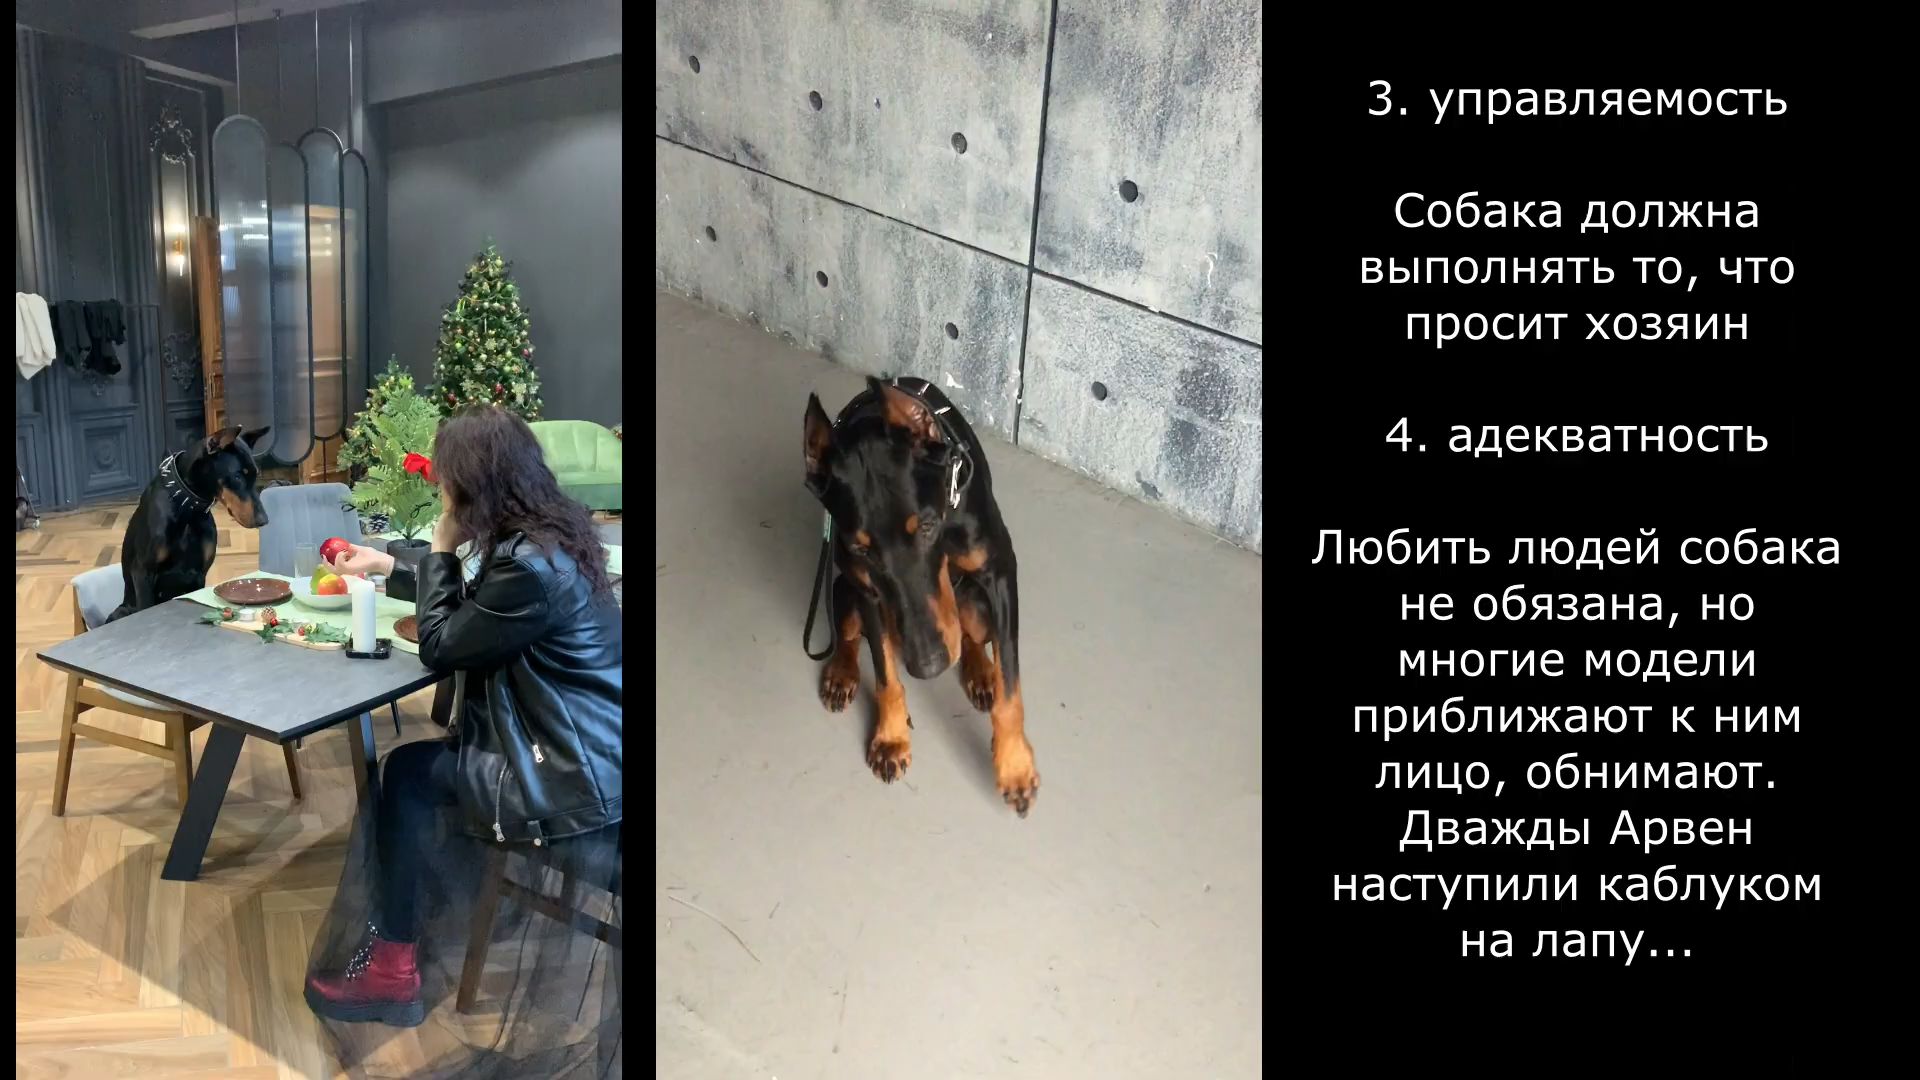 3. управляемость
Собака должна
выполнять то, что
просит хозяин
4. адекватность
Любить людей собака
не обязана, но
многие модели
приближают к ним
лицо, обнимают.
Дважды Арвен
наступили каблуком
на лапу...